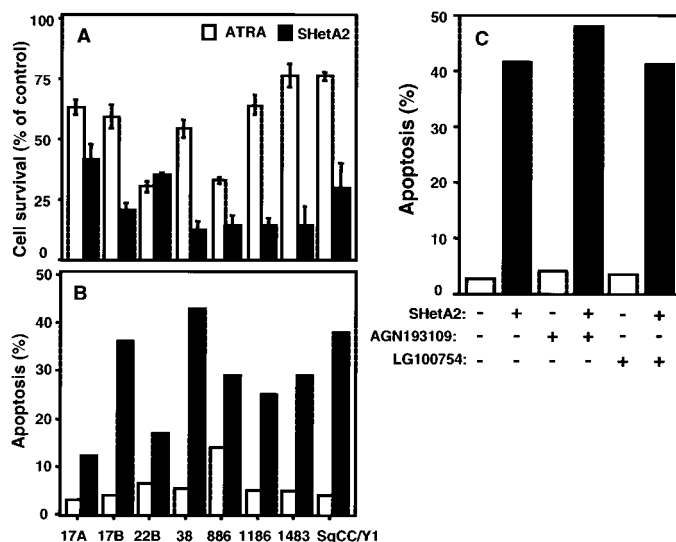 A
ATRA
SHetA2
Cell survival (% of control)
100
75
50
25
0
B
Apoptosis (%)
50
40
30
20
10
0
17A 17B 22B 38 886 1186 1483 SqCC/Y1
C
Apoptosis (%)
50
40
30
20
10
0
SHetA2: - + - + - +
AGN193109: - - + + - -
LG100754: - - - - + +